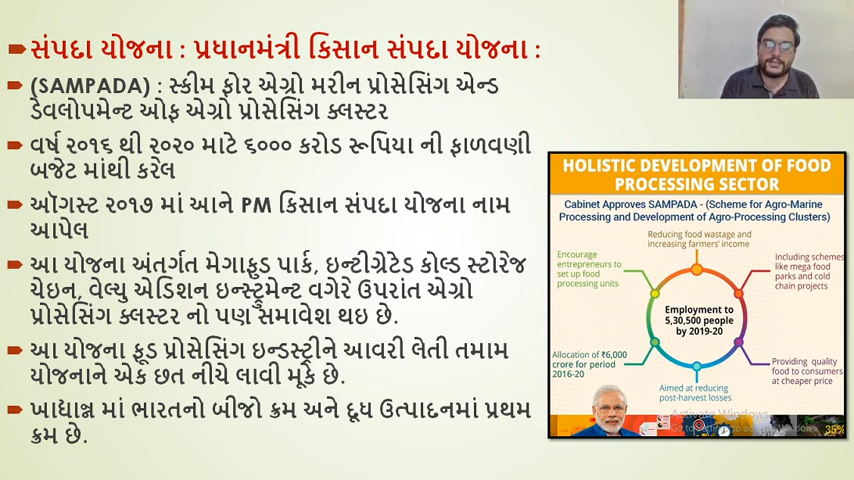 સંપદા યોજના : પ્રધાનમંત્રી કિસાન સંપદા યોજના :
(SAMPADA) : સ્કીમ ફોર એગ્રો મરીન પ્રોસેસિંગ એન્ડ
ડેવલોપમેન્ટ ઓફ એગ્રો પ્રોસેસિંગ ક્લસ્ટર
વર્ષ ૨૦૧૬ થી ૨૦૨૦ માટે ૬૦૦૦ કરોડ રૂપિયા ની ફાળવણી
બજેટ માંથી કરેલ
ઑગસ્ટ ૨૦૧૭ માં આને PM કિસાન સંપદા યોજના નામ
આપેલ
આ યોજના અંતર્ગત મેગાફુડ પાર્ક, ઇન્ટીગ્રેટેડ કોલ્ડ સ્ટોરેજ
ચેઇન, વેલ્યુ એડિશન ઇન્સ્ટ્રુમેન્ટ વગેરે ઉપરાંત એગ્રો
પ્રોસેસિંગ ક્લસ્ટર નો પણ સમાવેશ થઇ છે.
આ યોજના ફૂડ પ્રોસેસિંગ ઇન્ડસ્ટ્રીને આવરી લેતી તમામ
યોજનાને એક છત નીચે લાવી મૂકે છે.
ખાદ્યાન્ન માં ભારતનો બીજો ક્રમ અને દૂધ ઉત્પાદનમાં પ્રથમ
ક્રમ છે.
HOLISTIC DEVELOPMENT OF FOOD
PROCESSING SECTOR
Cabinet Approves SAMPADA - (Scheme for Agro-Marine
Processing and Development of Agro-Processing Clusters)
Reducing food wastage and
increasing farmers' income
Encourage
entrepreneurs to
set up food
processing units
Including schemes
like mega food
parks and cold
chain projects
Employment to
5,30,500 people
by 2019-20
Allocation of ₹6,000
crore for period
2016-20
Providing quality
food to consumers
at cheaper price
Aimed at reducing
post-harvest losses
Activate Windows
35%